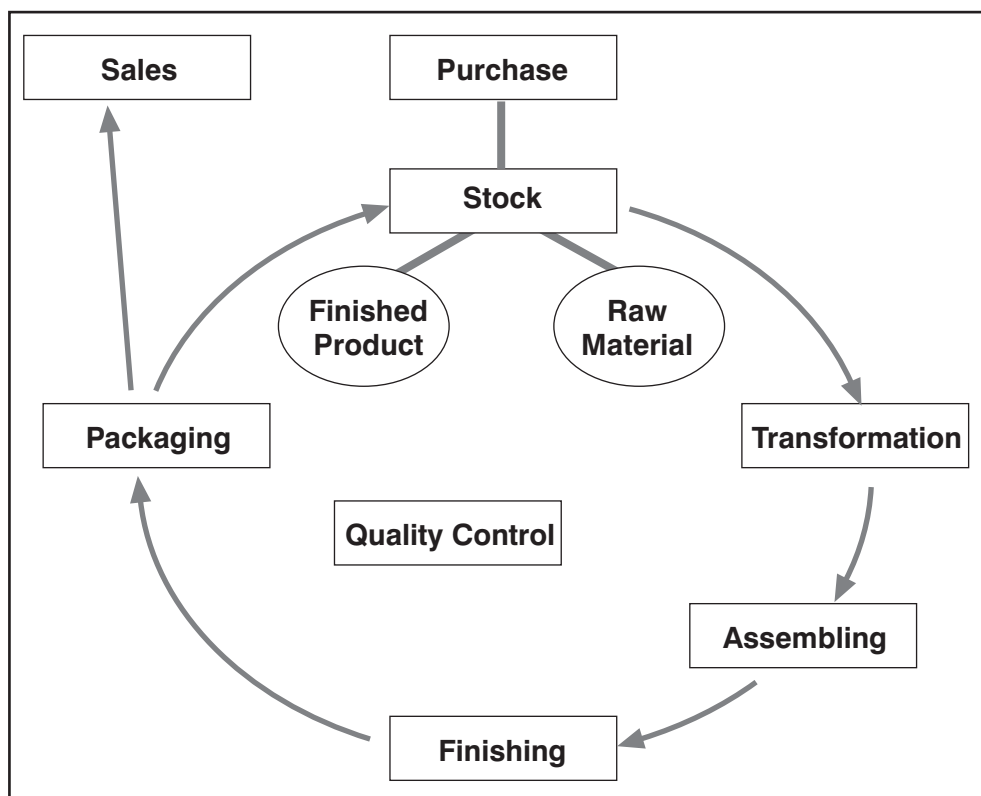 Sales
Purchase
Stock
Finished
Product
Raw
Material
Packaging
Transformation
Quality Control
Assembling
Finishing